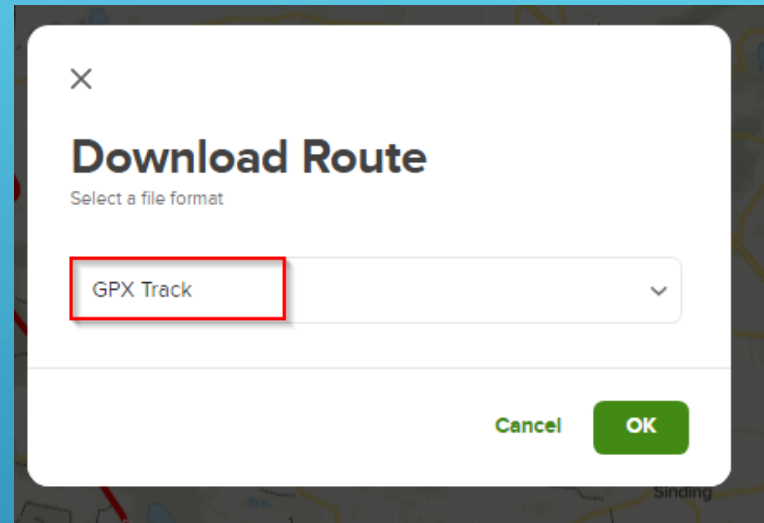 Download Route
Select a file format
GPX Track
Cancel
OK
Sinding